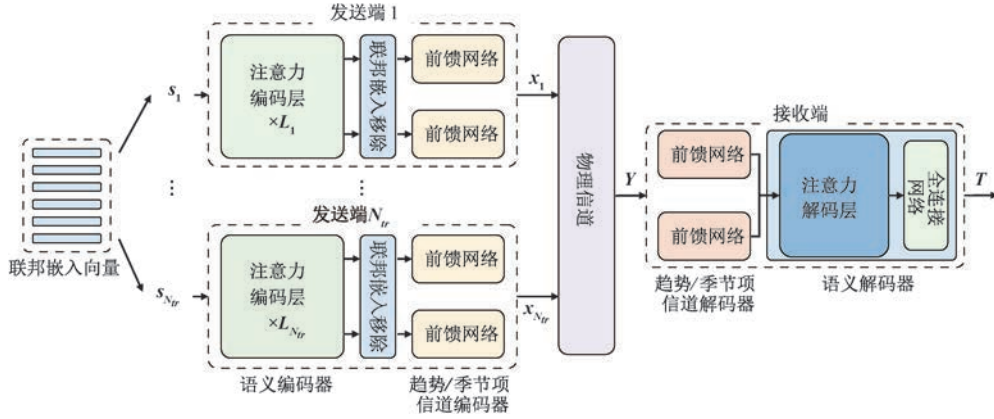 发送端 1
注意力
编码层
×L₁
联邦嵌入移除
前馈网络
前馈网络
s₁
x₁
联邦嵌入向量
⋮
⋮
发送端Nₜᵣ
s_{Nₜᵣ}
注意力
编码层
×L_{Nₜᵣ}
联邦嵌入移除
前馈网络
前馈网络
x_{Nₜᵣ}
语义编码器
趋势/季节项
信道编码器
物理信道
Y
接收端
前馈网络
前馈网络
注意力
解码层
全连接
网络
T
趋势/季节项
信道解码器
语义解码器